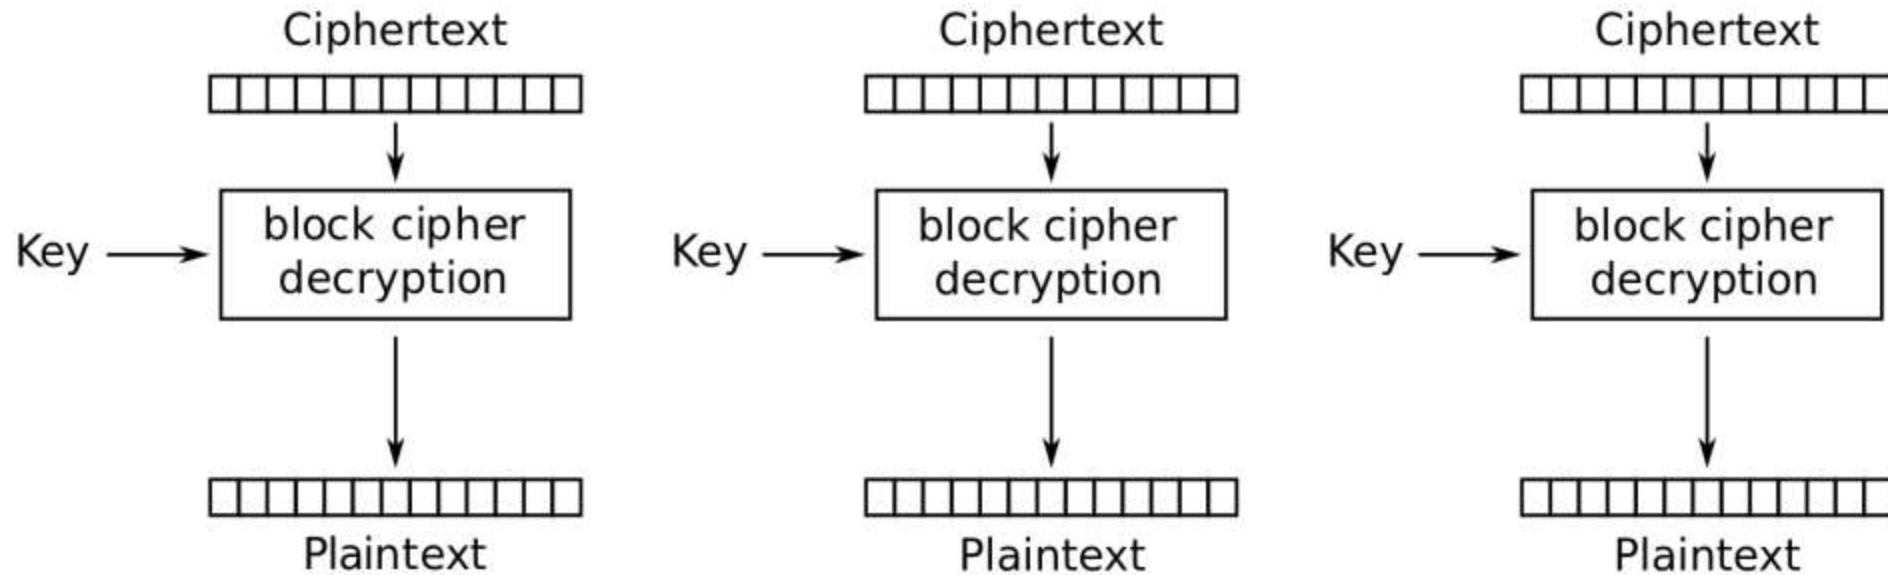 Ciphertext
Ciphertext
Ciphertext
Key
block cipher
decryption
Key
block cipher
decryption
Key
block cipher
decryption
Plaintext
Plaintext
Plaintext